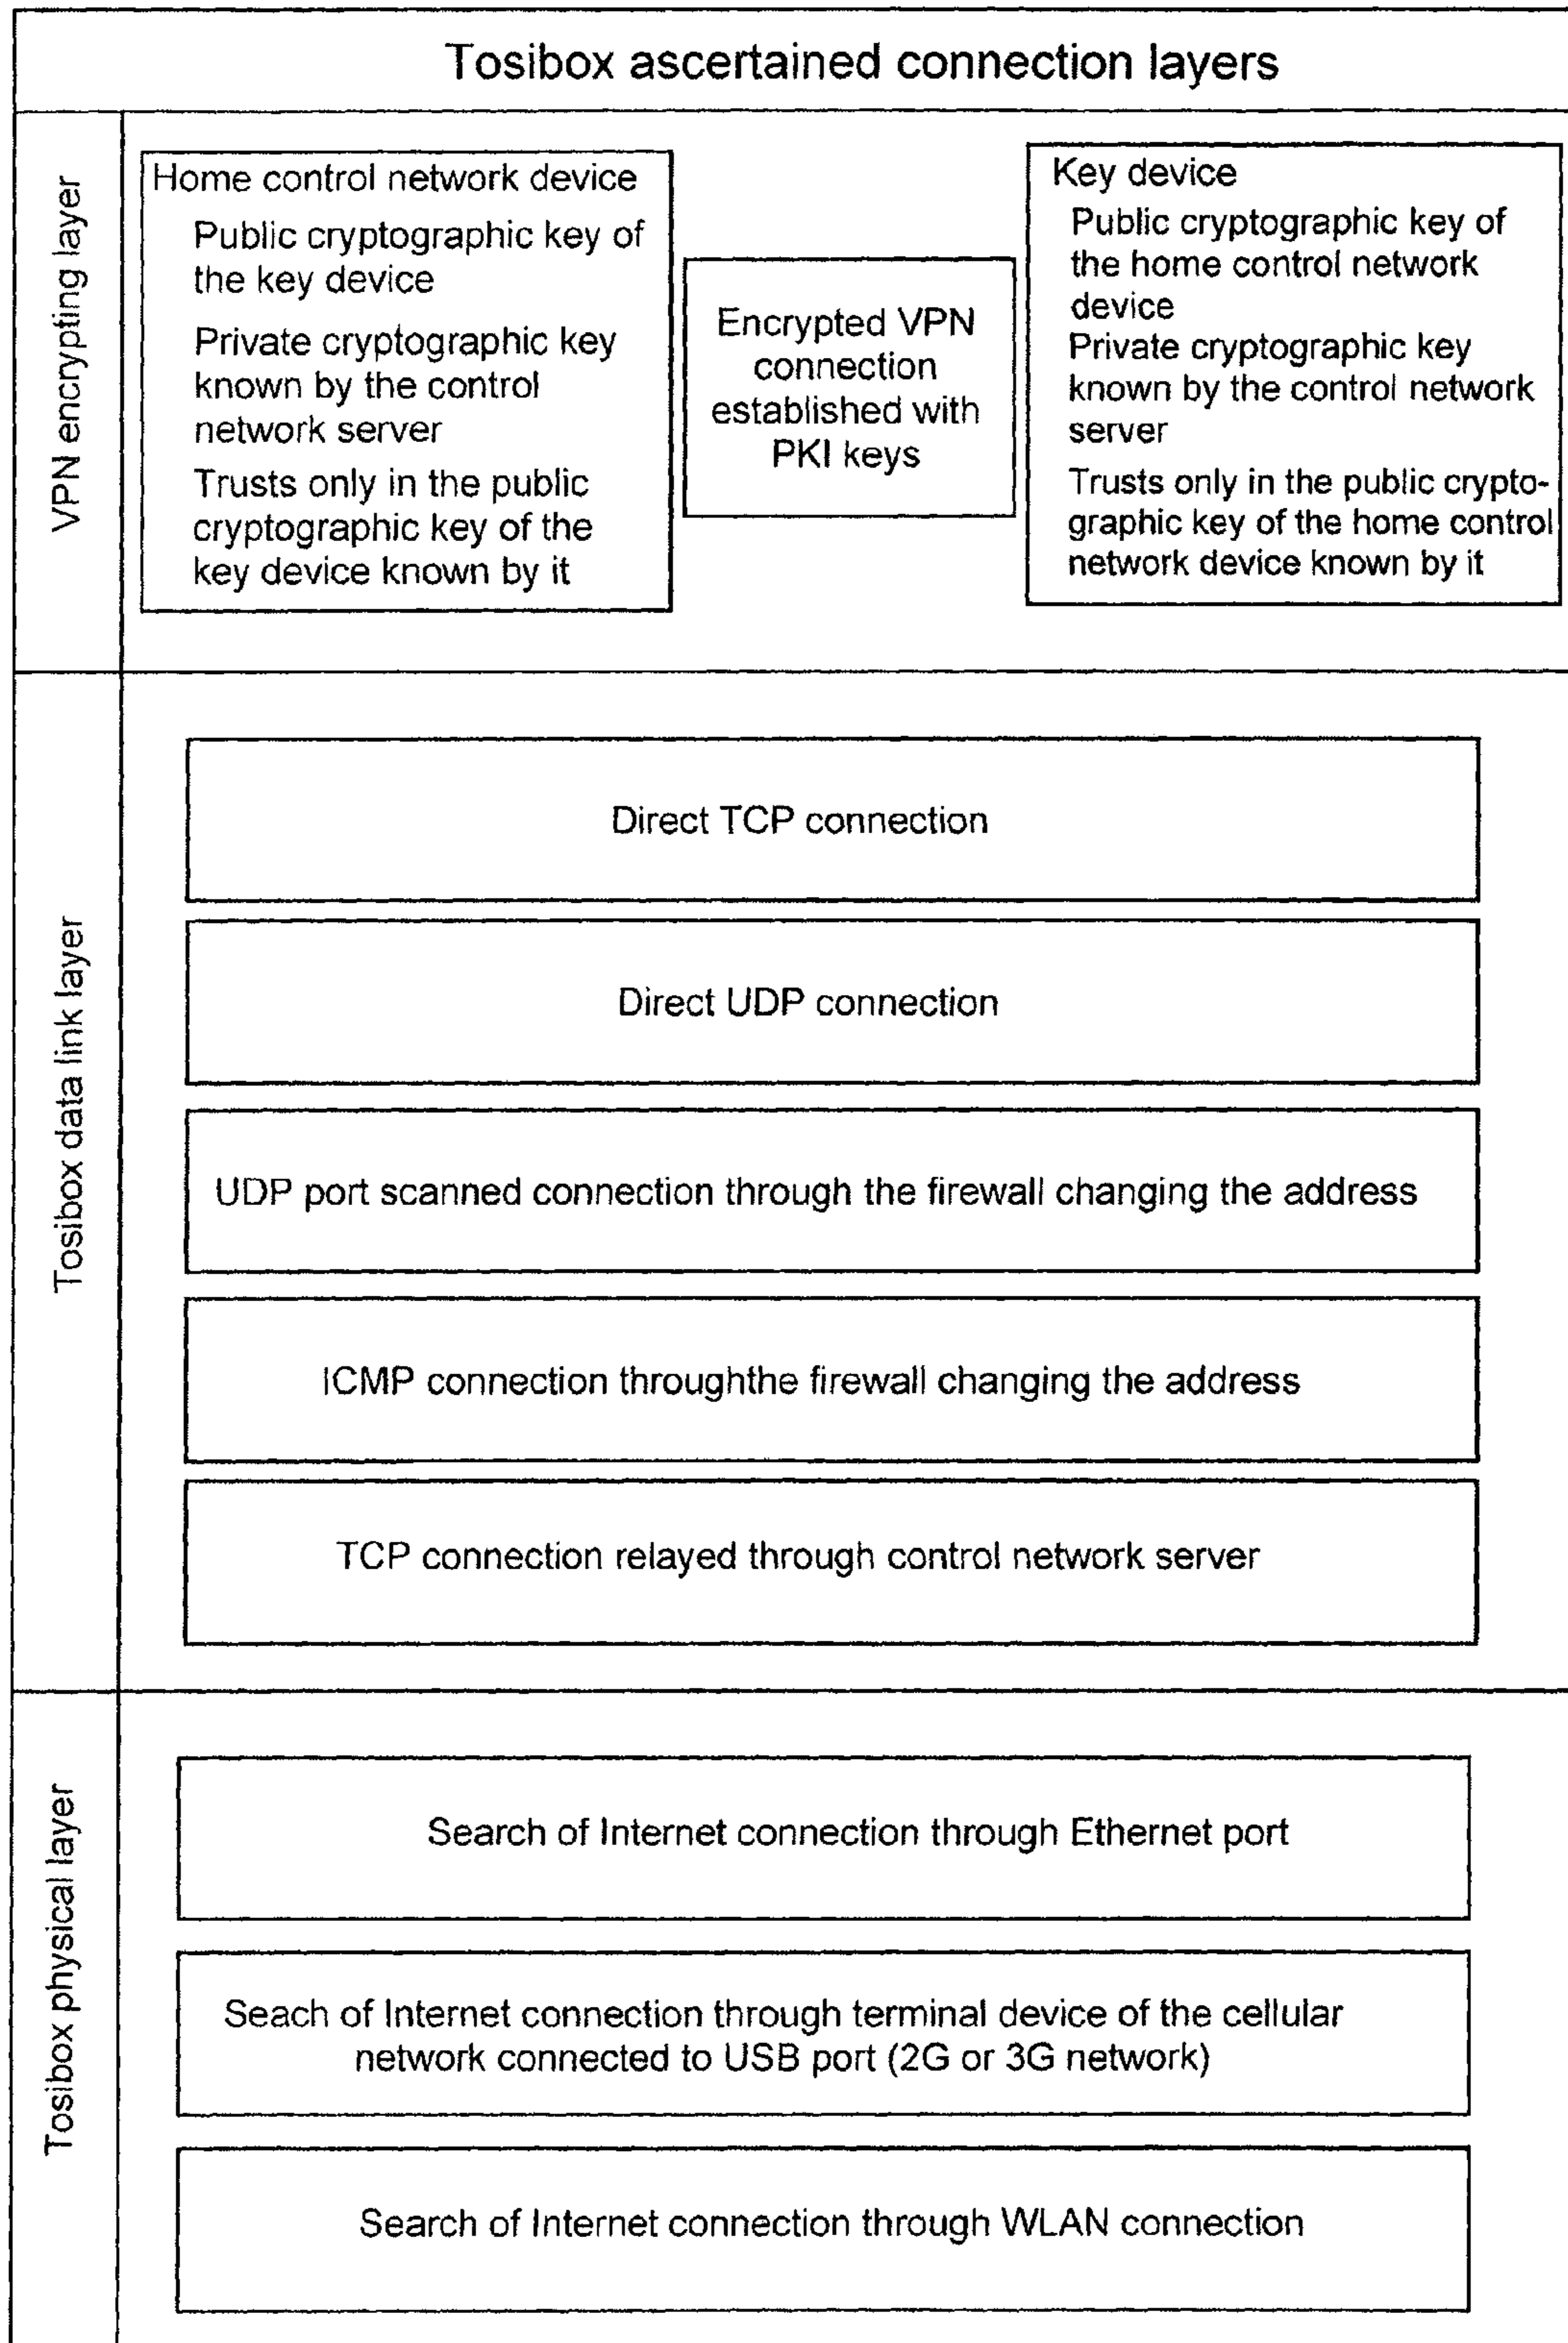 Tosibox ascertained connection layers
VPN encrypting layer
Home control network device
Public cryptographic key of
the key device
Private cryptographic key
known by the control
network server
Trusts only in the public
cryptographic key of the
key device known by it
Encrypted VPN
connection
established with
PKI keys
Key device
Public cryptographic key of
the home control network
device
Private cryptographic key
known by the control network
server
Trusts only in the public crypto-
graphic key of the home control
network device known by it
Tosibox data link layer
Direct TCP connection
Direct UDP connection
UDP port scanned connection through the firewall changing the address
ICMP connection throughthe firewall changing the address
TCP connection relayed through control network server
Tosibox physical layer
Search of Internet connection through Ethernet port
Seach of Internet connection through terminal device of the cellular
network connected to USB port (2G or 3G network)
Search of Internet connection through WLAN connection